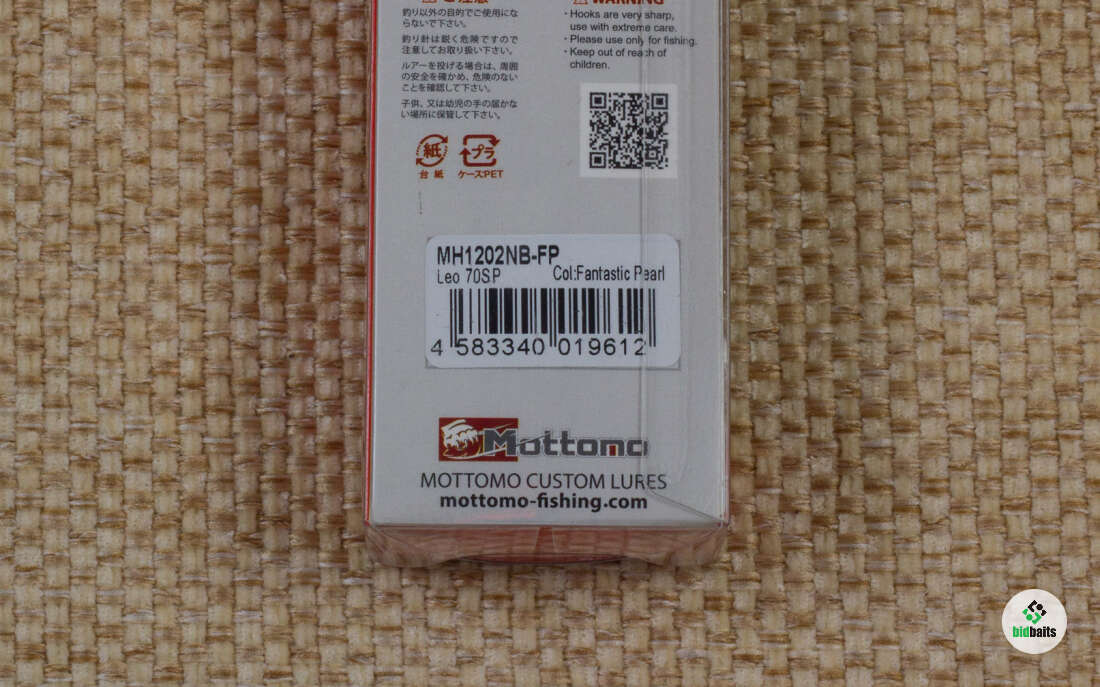 釣り以外の目的でご使用にな
らないで下さい。
釣り針は鋭く危険ですので
注意してお取り扱い下さい。
ルアーを投げる場合は、周囲
の安全を確かめ、危険のない
ことを確認して下さい。
子供、又は幼児の手の届かな
い場所に保管して下さい。
紙
台紙
プラ
ケースPET
WARNING
・Hooks are very sharp,
use with extreme care.
・Please use only for fishing.
・Keep out of reach of
children.
MH1202NB-FP
Leo 70SP Col:Fantastic Pearl
4 583340 019612
Mottomo
MOTTOMO CUSTOM LURES
mottomo-fishing.com
bidbaits